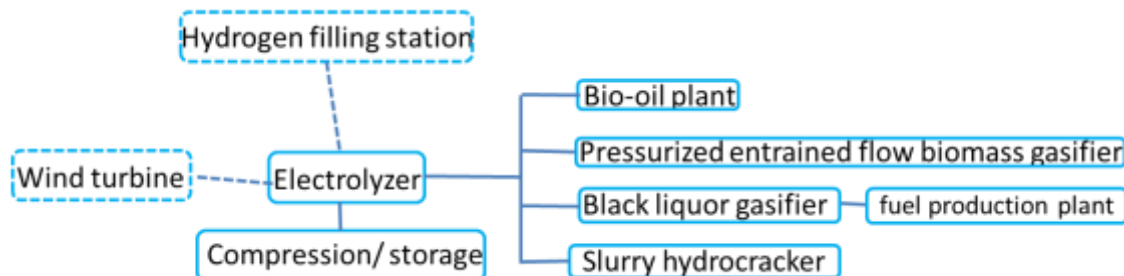 Hydrogen filling station
Bio-oil plant
Pressurized entrained flow biomass gasifier
Wind turbine
Electrolyzer
Black liquor gasifier
fuel production plant
Compression/ storage
Slurry hydrocracker